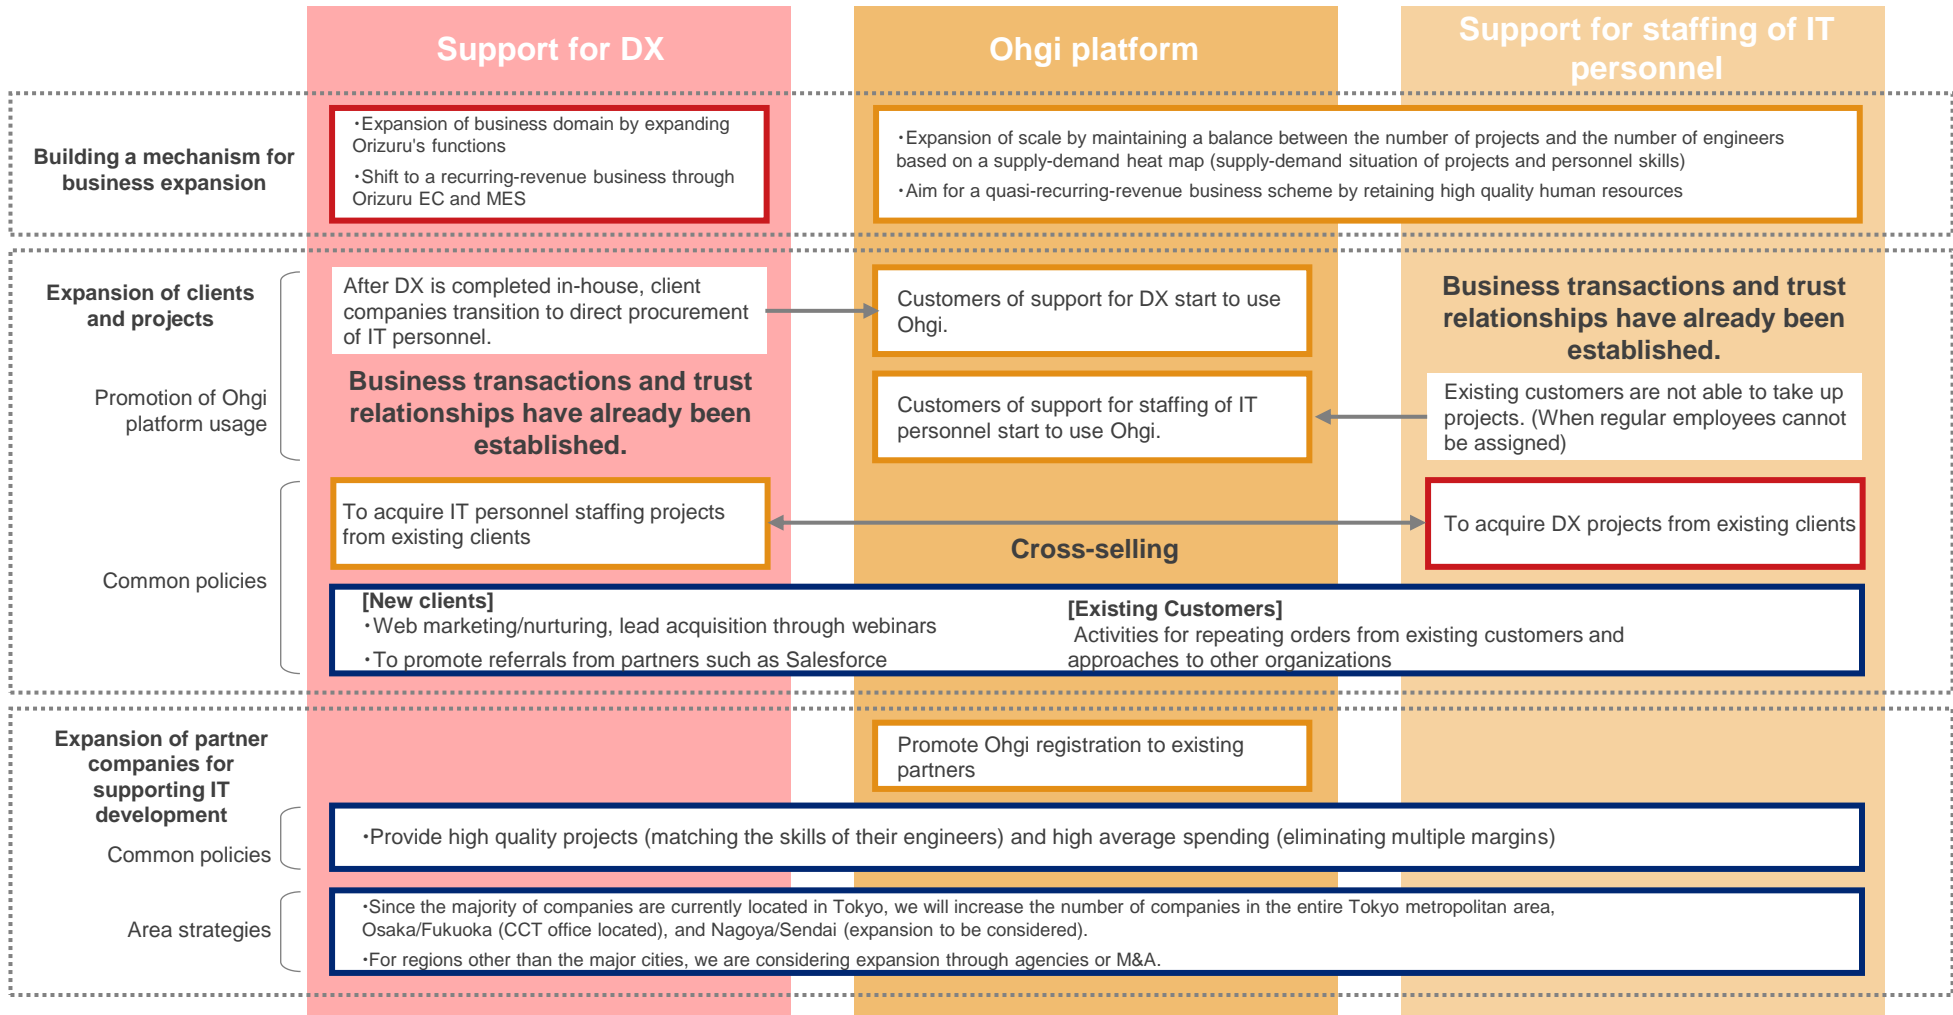 Support for DX
Ohgi platform
Support for staffing of IT
personnel
Building a mechanism for
business expansion
・Expansion of business domain by expanding
Orizuru's functions
・Shift to a recurring-revenue business through
Orizuru EC and MES
・Expansion of scale by maintaining a balance between the number of projects and the number of engineers
based on a supply-demand heat map (supply-demand situation of projects and personnel skills)
・Aim for a quasi-recurring-revenue business scheme by retaining high quality human resources
Expansion of clients
and projects
Promotion of Ohgi
platform usage
After DX is completed in-house, client
companies transition to direct procurement
of IT personnel.
Business transactions and trust
relationships have already been
established.
Customers of support for DX start to use
Ohgi.
Customers of support for staffing of IT
personnel start to use Ohgi.
Business transactions and trust
relationships have already been
established.
Existing customers are not able to take up
projects. (When regular employees cannot
be assigned)
Common policies
To acquire IT personnel staffing projects
from existing clients
Cross-selling
To acquire DX projects from existing clients
[New clients]
・Web marketing/nurturing, lead acquisition through webinars
・To promote referrals from partners such as Salesforce
[Existing Customers]
Activities for repeating orders from existing customers and
approaches to other organizations
Expansion of partner
companies for
supporting IT
development
Promote Ohgi registration to existing
partners
Common policies
・Provide high quality projects (matching the skills of their engineers) and high average spending (eliminating multiple margins)
Area strategies
・Since the majority of companies are currently located in Tokyo, we will increase the number of companies in the entire Tokyo metropolitan area,
Osaka/Fukuoka (CCT office located), and Nagoya/Sendai (expansion to be considered).
・For regions other than the major cities, we are considering expansion through agencies or M&A.